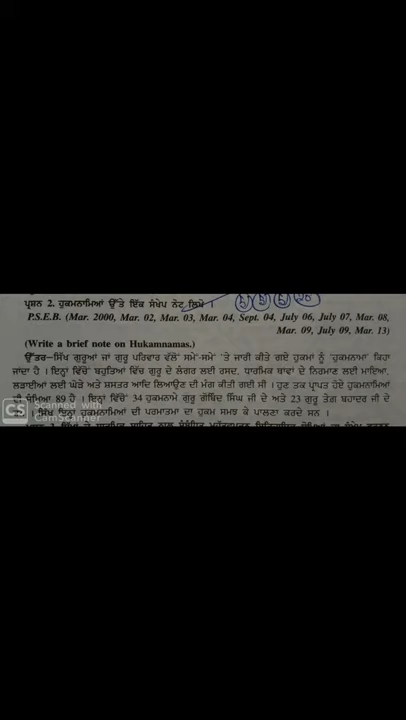 ਪ੍ਰਸ਼ਨ 2. ਹੁਕਮਨਾਮਿਆਂ ਉੱਤੇ ਇੱਕ ਸੰਖੇਪ ਨੋਟ ਲਿਖੋ ।
P.S.E.B. (Mar. 2000, Mar. 02, Mar. 03, Mar. 04, Sept. 04, July 06, July 07, Mar. 08,
Mar. 09, July 09, Mar. 13)
(Write a brief note on Hukamnamas.)
ਉੱਤਰ—ਸਿੱਖ ਗੁਰੂਆਂ ਜਾਂ ਗੁਰੂ ਪਰਿਵਾਰ ਵੱਲੋਂ ਸਮੇਂ-ਸਮੇਂ 'ਤੇ ਜਾਰੀ ਕੀਤੇ ਗਏ ਹੁਕਮਾਂ ਨੂੰ 'ਹੁਕਮਨਾਮਾ' ਕਿਹਾ
ਜਾਂਦਾ ਹੈ । ਇਨ੍ਹਾਂ ਵਿੱਚੋਂ ਬਹੁਤਿਆਂ ਵਿੱਚ ਗੁਰੂ ਦੇ ਲੰਗਰ ਲਈ ਰਸਦ, ਧਾਰਮਿਕ ਥਾਂਵਾਂ ਦੇ ਨਿਰਮਾਣ ਲਈ ਮਾਇਆ,
ਲੜਾਈਆਂ ਲਈ ਘੋੜੇ ਅਤੇ ਸ਼ਸਤਰ ਆਦਿ ਲਿਆਉਣ ਦੀ ਮੰਗ ਕੀਤੀ ਗਈ ਸੀ । ਹੁਣ ਤਕ ਪ੍ਰਾਪਤ ਹੋਏ ਹੁਕਮਨਾਮਿਆਂ
ਦੀ ਸੰਖਿਆ 89 ਹੈ । ਇਨ੍ਹਾਂ ਵਿੱਚੋਂ 34 ਹੁਕਮਨਾਮੇ ਗੁਰੂ ਗੋਬਿੰਦ ਸਿੰਘ ਜੀ ਦੇ ਅਤੇ 23 ਗੁਰੂ ਤੇਗ਼ ਬਹਾਦਰ ਜੀ ਦੇ
। ਸਿੱਖ ਇਨ੍ਹਾਂ ਹੁਕਮਨਾਮਿਆਂ ਦੀ ਪਰਮਾਤਮਾ ਦਾ ਹੁਕਮ ਸਮਝ ਕੇ ਪਾਲਣਾ ਕਰਦੇ ਸਨ ।
CS Scanned with
CamScanner